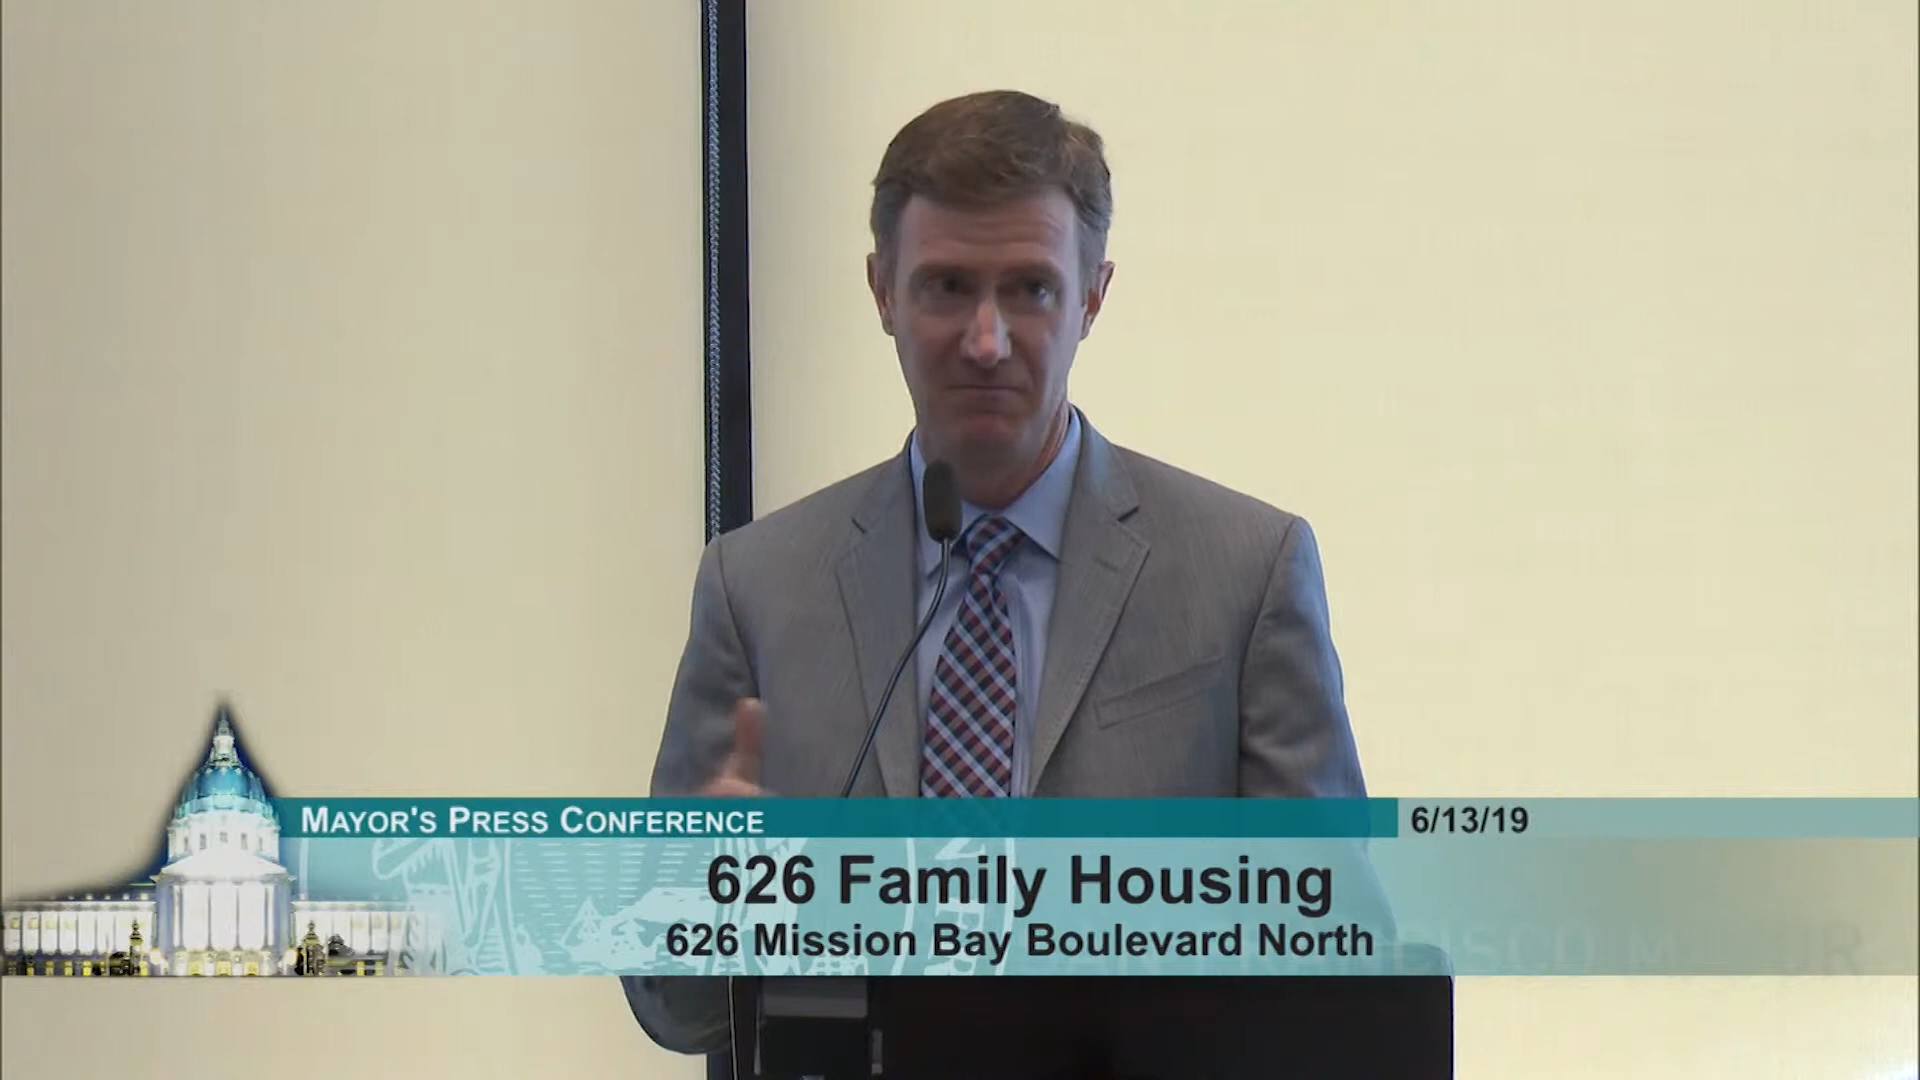 MAYOR'S PRESS CONFERENCE
6/13/19
626 Family Housing
626 Mission Bay Boulevard North